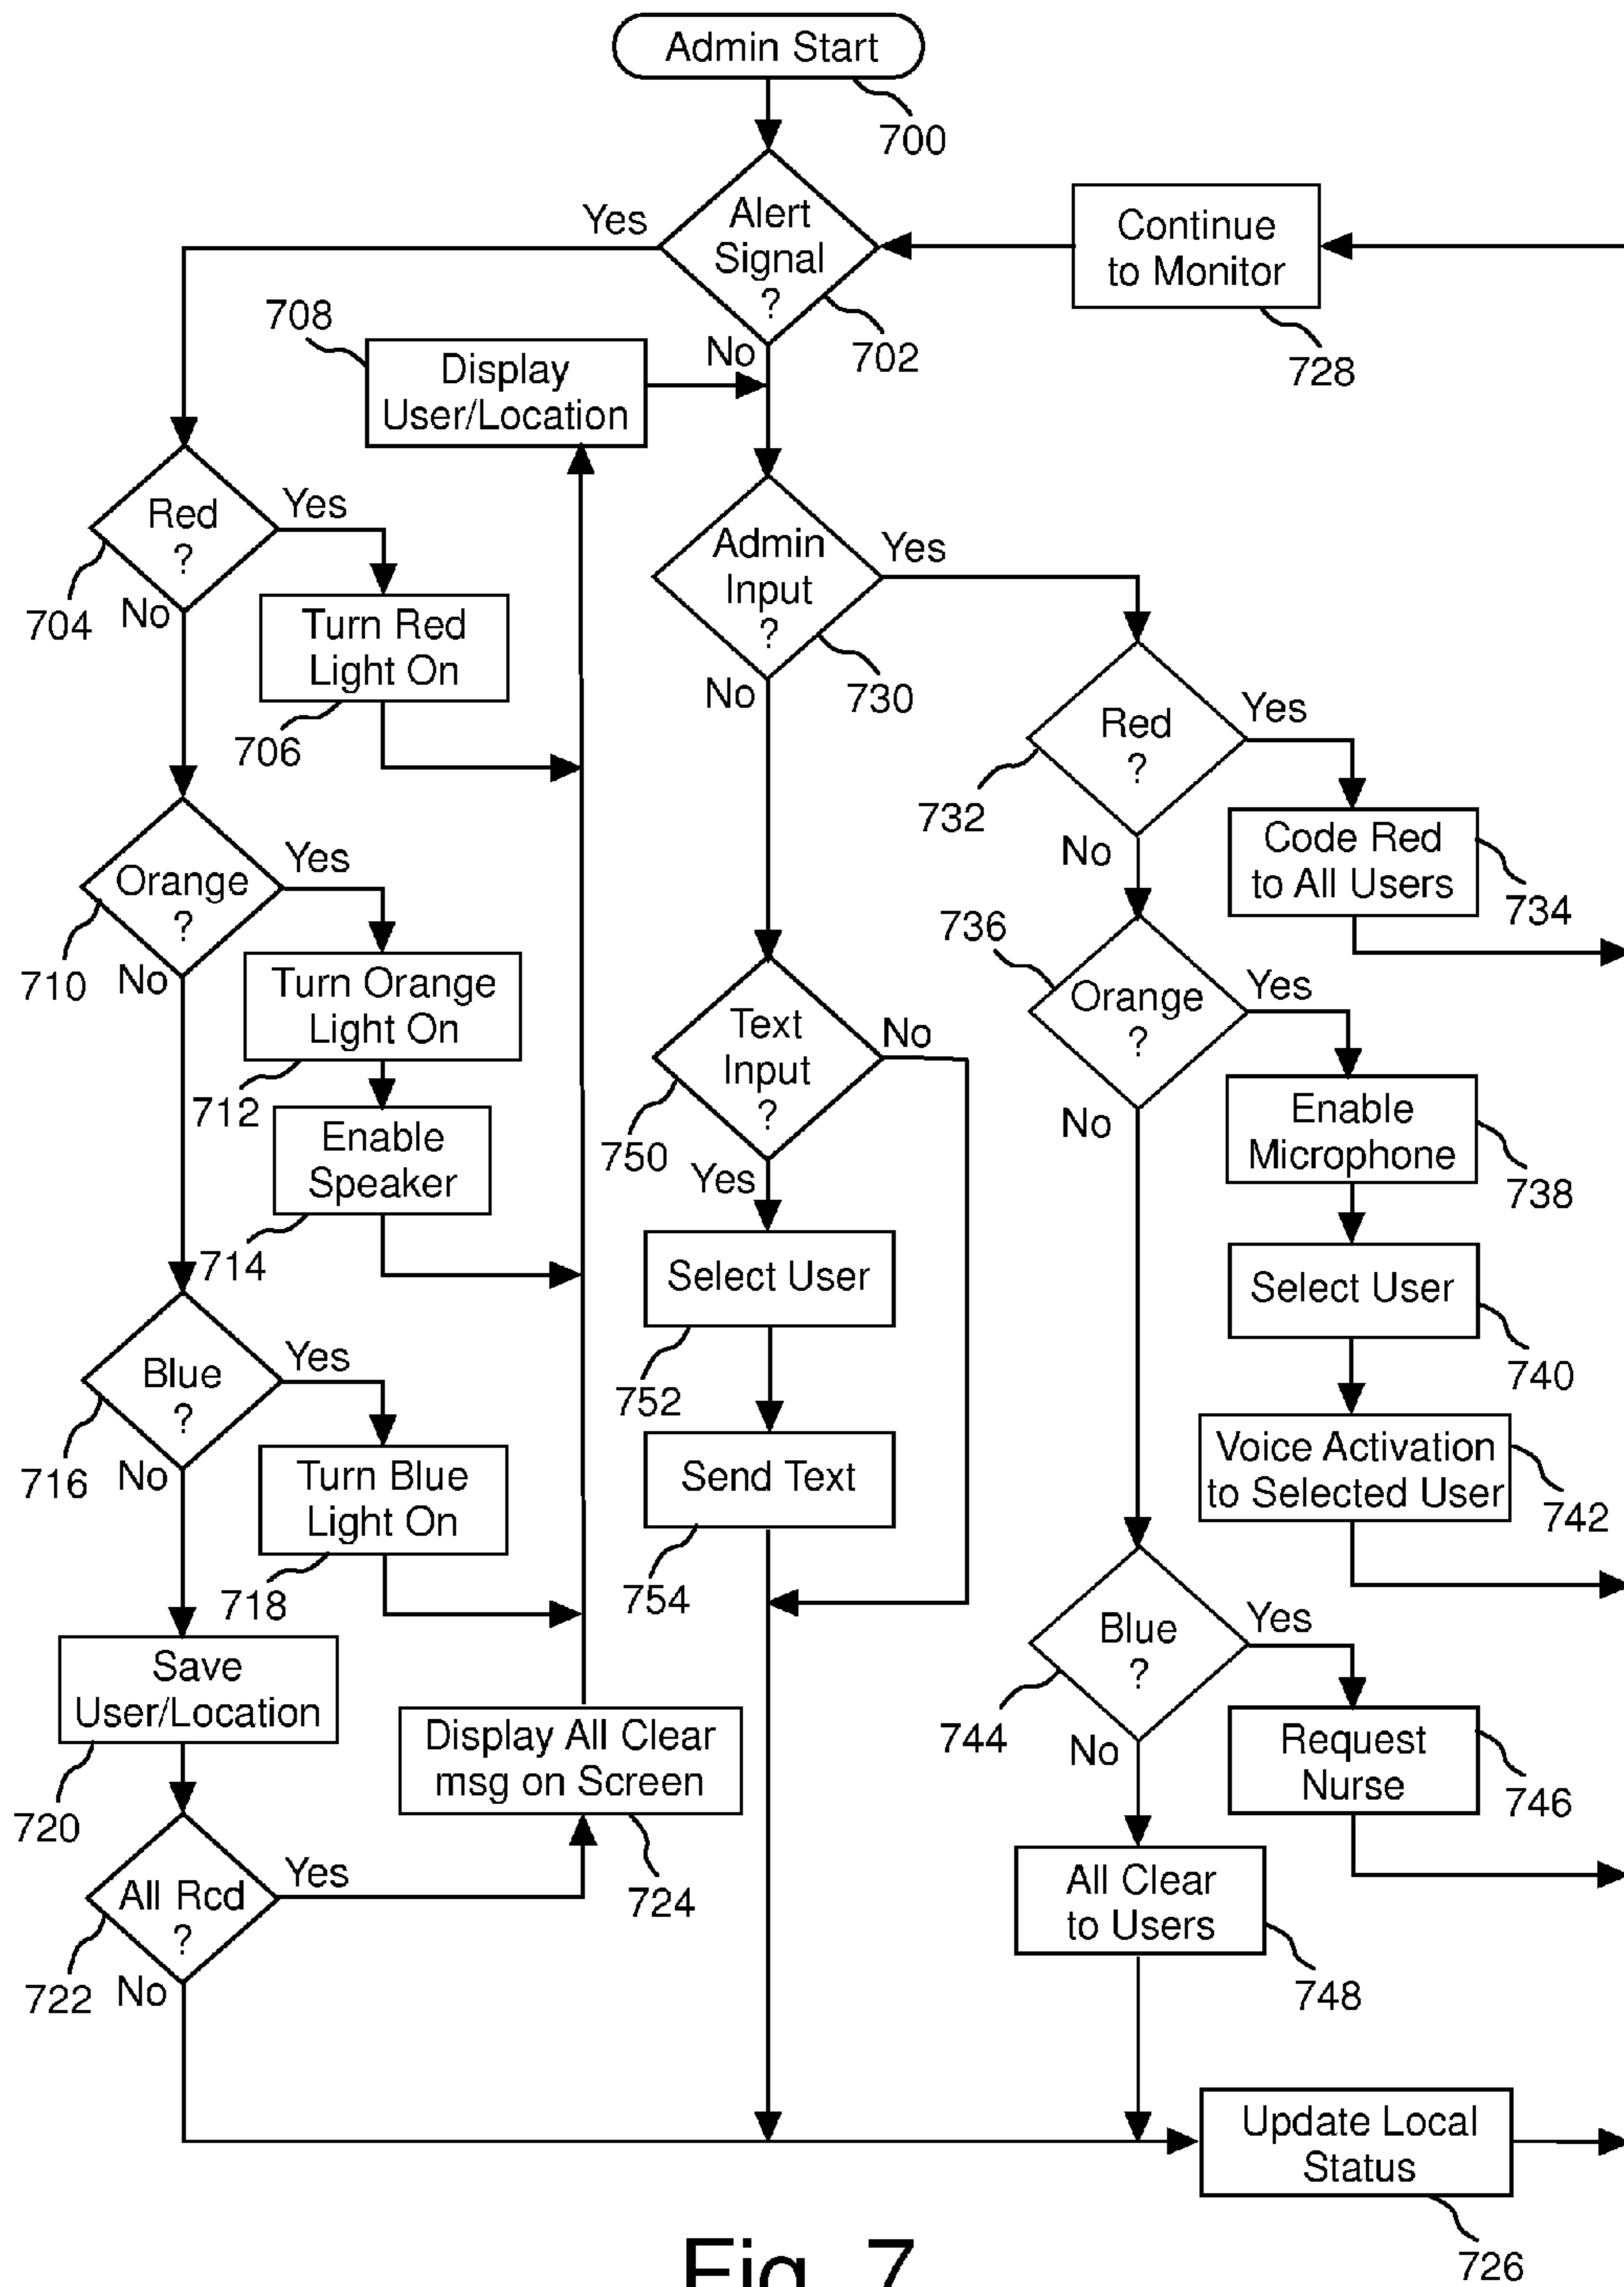 Admin Start
700
Alert
Signal
?
Yes
No
702
Continue
to Monitor
728
708
Display
User/Location
Red
?
Yes
No
704
Turn Red
Light On
706
Admin
Input
?
Yes
No
730
Red
?
Yes
No
732
Code Red
to All Users
734
Orange
?
Yes
No
710
Turn Orange
Light On
712
Enable
Speaker
714
Text
Input
?
No
Yes
750
Select User
752
Send Text
754
736
Orange
?
Yes
No
Enable
Microphone
738
Select User
740
Voice Activation
to Selected User
742
Blue
?
Yes
No
716
Turn Blue
Light On
718
Save
User/Location
720
Display All Clear
msg on Screen
724
All Rcd
?
Yes
No
722
Blue
?
Yes
No
744
Request
Nurse
746
All Clear
to Users
748
Update Local
Status
726
Fig. 7